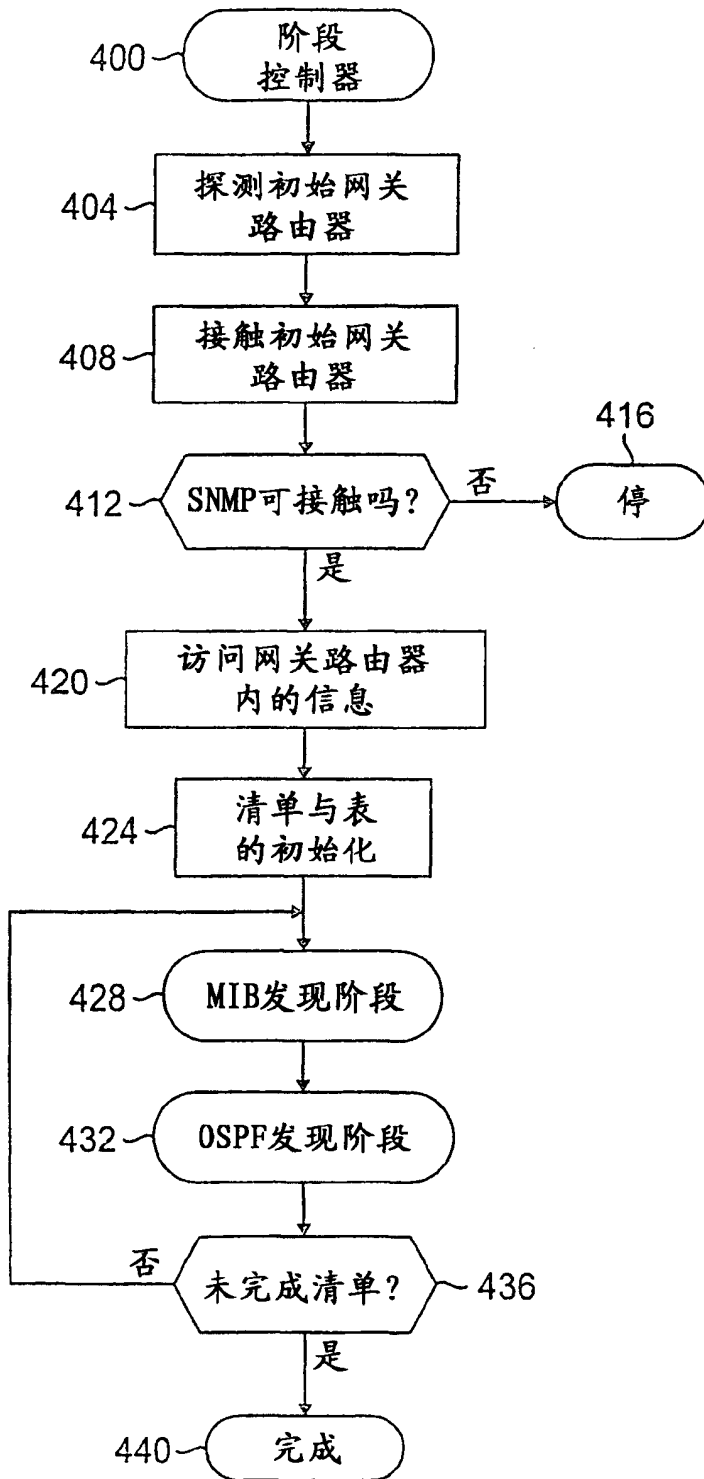 400
阶段
控制器
404
探测初始网关
路由器
408
接触初始网关
路由器
412
SNMP可接触吗?
否
416
停
是
420
访问网关路由器
内的信息
424
清单与表
的初始化
428
MIB发现阶段
432
OSPF发现阶段
否
未完成清单?
436
是
440
完成